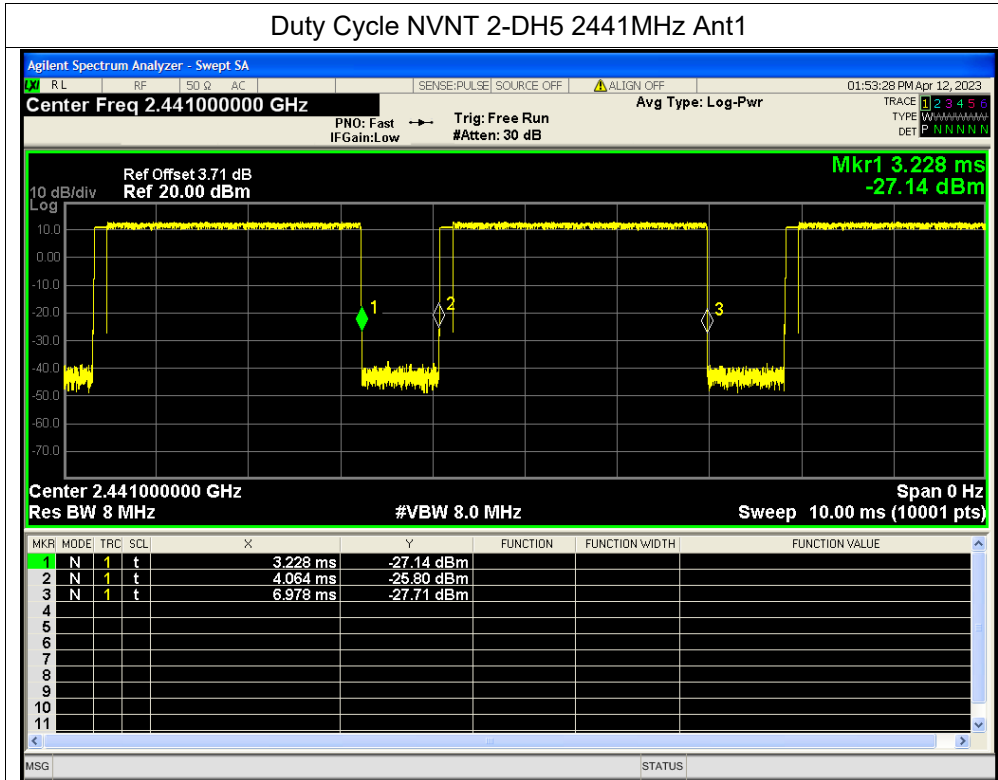 Duty Cycle NVNT 2-DH5 2441MHz Ant1
Agilent Spectrum Analyzer - Swept SA
LXI RL RF 50 Ω AC SENSE:PULSE SOURCE OFF ALIGN OFF 01:53:28 PM Apr 12, 2023
Center Freq 2.441000000 GHz Avg Type: Log-Pwr TRACE 1 2 3 4 5 6
PNO: Fast Trig: Free Run TYPE WWWWWW
IFGain:Low #Atten: 30 dB DET P N N N N N
Mkr1 3.228 ms
Ref Offset 3.71 dB
10 dB/div Ref 20.00 dBm -27.14 dBm
Log
10.0
0.00
-10.0
-20.0 1 2 3
-30.0
-40.0
-50.0
-60.0
-70.0
Center 2.441000000 GHz Span 0 Hz
Res BW 8 MHz #VBW 8.0 MHz Sweep 10.00 ms (10001 pts)
MKR MODE TRC SCL X Y FUNCTION FUNCTION WIDTH FUNCTION VALUE
1 N 1 t 3.228 ms -27.14 dBm
2 N 1 t 4.064 ms -25.80 dBm
3 N 1 t 6.978 ms -27.71 dBm
4
5
6
7
8
9
10
11
MSG STATUS